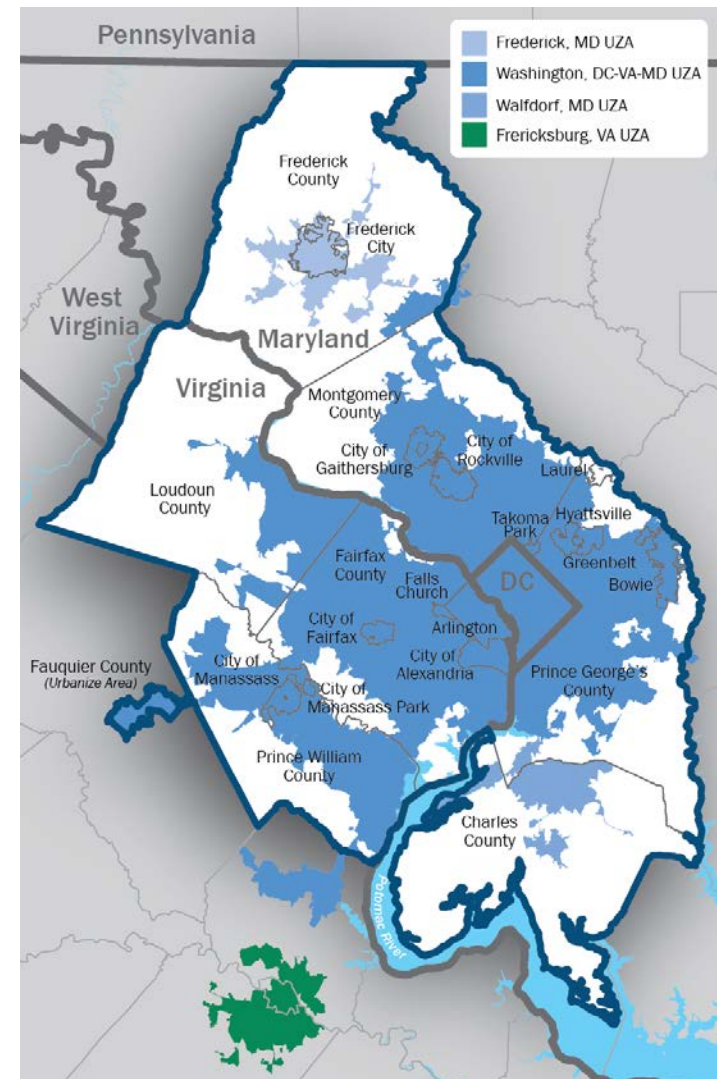 Pennsylvania
Frederick, MD UZA
Washington, DC-VA-MD UZA
Walfdorf, MD UZA
Frericksburg, VA UZA
Frederick
County
Frederick
City
West
Virginia
Maryland
Virginia
Montgomery
County
City of
Gaithersburg
City of
Rockville
Laurel
Loudoun
County
Takoma
Park
Hyattsville
Greenbelt
Bowie
Fairfax
County
Falls
Church
DC
City of
Fairfax
Arlington
City of
Alexandria
Prince George's
County
Fauquier County
(Urbanize Area)
City of
Manassass
City of
Manassass Park
Prince William
County
Charles
County
Potomac River